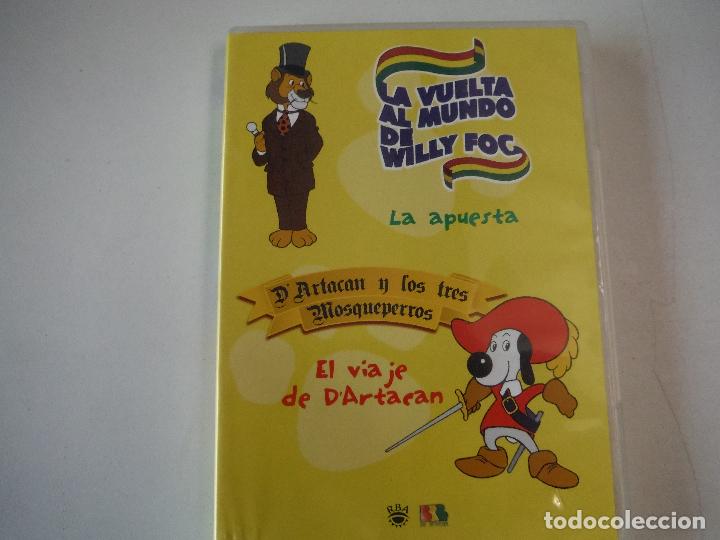 LA VUELTA
AL MUNDO
DE
WILLY FOG
La apuesta
D'Artacan y los tres
Mosqueperros
El viaje
de D'Artacan
RBA
BRB
todocoleccion